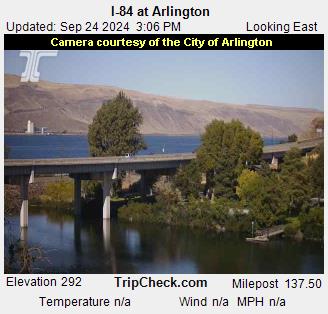 I-84 at Arlington
Updated: Sep 24 2024 3:06 PM Looking East
Camera courtesy of the City of Arlington
Elevation 292 TripCheck.com Milepost 137.50
Temperature n/a Wind n/a MPH n/a